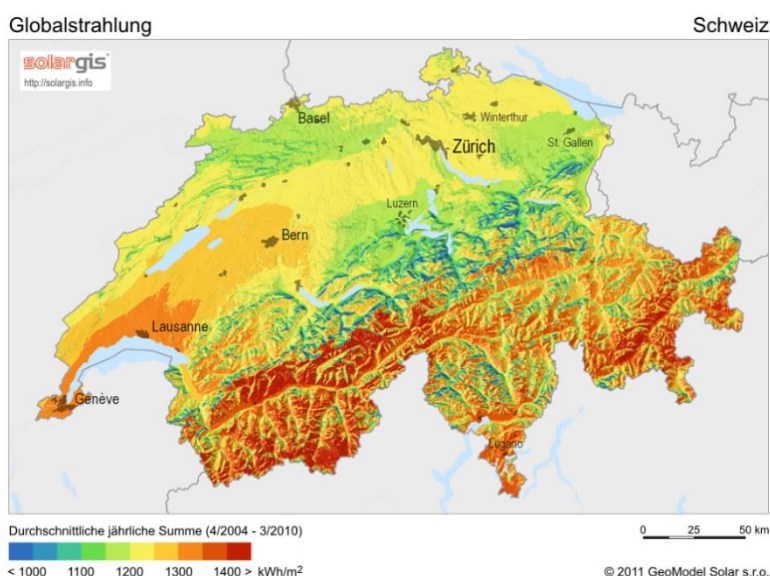 Globalstrahlung
Schweiz
solargis
http://solargis.info
Basel
Winterthur
Zürich
St. Gallen
Luzern
Bern
Lausanne
Genève
Lugano
Durchschnittliche jährliche Summe (4/2004 - 3/2010)
0 25 50 km
< 1000 1100 1200 1300 1400 > kWh/m²
© 2011 GeoModel Solar s.r.o.